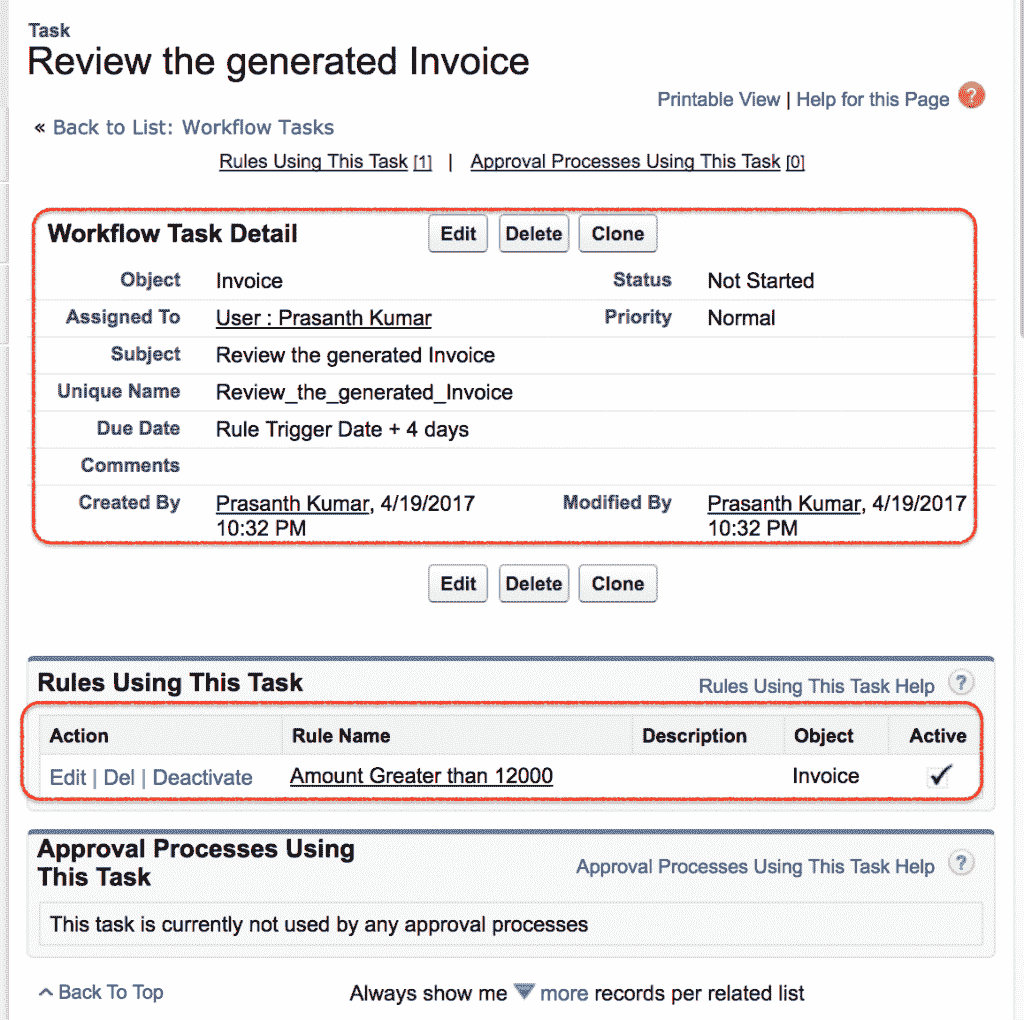 Task
Review the generated Invoice
Printable View | Help for this Page ?
« Back to List: Workflow Tasks
Rules Using This Task [1] | Approval Processes Using This Task [0]
Workflow Task Detail Edit Delete Clone
Object Invoice Status Not Started
Assigned To User : Prasanth Kumar Priority Normal
Subject Review the generated Invoice
Unique Name Review_the_generated_Invoice
Due Date Rule Trigger Date + 4 days
Comments
Created By Prasanth Kumar, 4/19/2017 Modified By Prasanth Kumar, 4/19/2017
10:32 PM 10:32 PM
Edit Delete Clone
Rules Using This Task Rules Using This Task Help ?
Action Rule Name Description Object Active
Edit | Del | Deactivate Amount Greater than 12000 Invoice ✓
Approval Processes Using
This Task Approval Processes Using This Task Help ?
This task is currently not used by any approval processes
Back To Top Always show me more records per related list